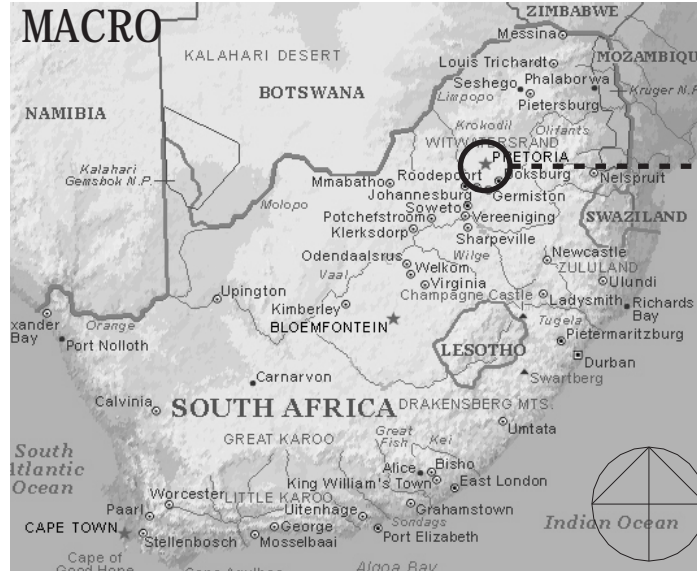 MACRO
ZIMBABWE
Messina
KALAHARI DESERT
Louis Trichardt
MOZAMBIQUE
BOTSWANA
Seshego
Phalaborwa
Limpopo
Kruger N.P.
Pietersburg
NAMIBIA
Krokodil
Olifants
WITWATERSRAND
PRETORIA
Kalahari
Gemsbok N.P.
Mmabatho
Roodepoort
Boksburg
Nelspruit
Johannesburg
Germiston
Molopo
Soweto
SWAZILAND
Potchefstroom
Vereeniging
Klerksdorp
Sharpeville
Odendaalsrus
Wilge
Newcastle
ZULULAND
Vaal
Welkom
Ulundi
Virginia
Upington
Champagne Castle
Kimberley
Ladysmith
Richards
Bay
xander
Bay
Orange
BLOEMFONTEIN
Tugela
Port Nolloth
Pietermaritzburg
LESOTHO
Durban
Swartberg
Carnarvon
Calvinia
SOUTH AFRICA
DRAKENSBERG MTS.
Umtata
GREAT KAROO
Great
Fish
Kei
South
Atlantic
Ocean
Alice
Bisho
King William's Town
East London
Worcester
LITTLE KAROO
Paarl
Uitenhage
Grahamstown
CAPE TOWN
George
Sondags
Indian Ocean
Stellenbosch
Mosselbaai
Port Elizabeth
Cape of
Good Hope
Cape Agulhas
Algoa Bay